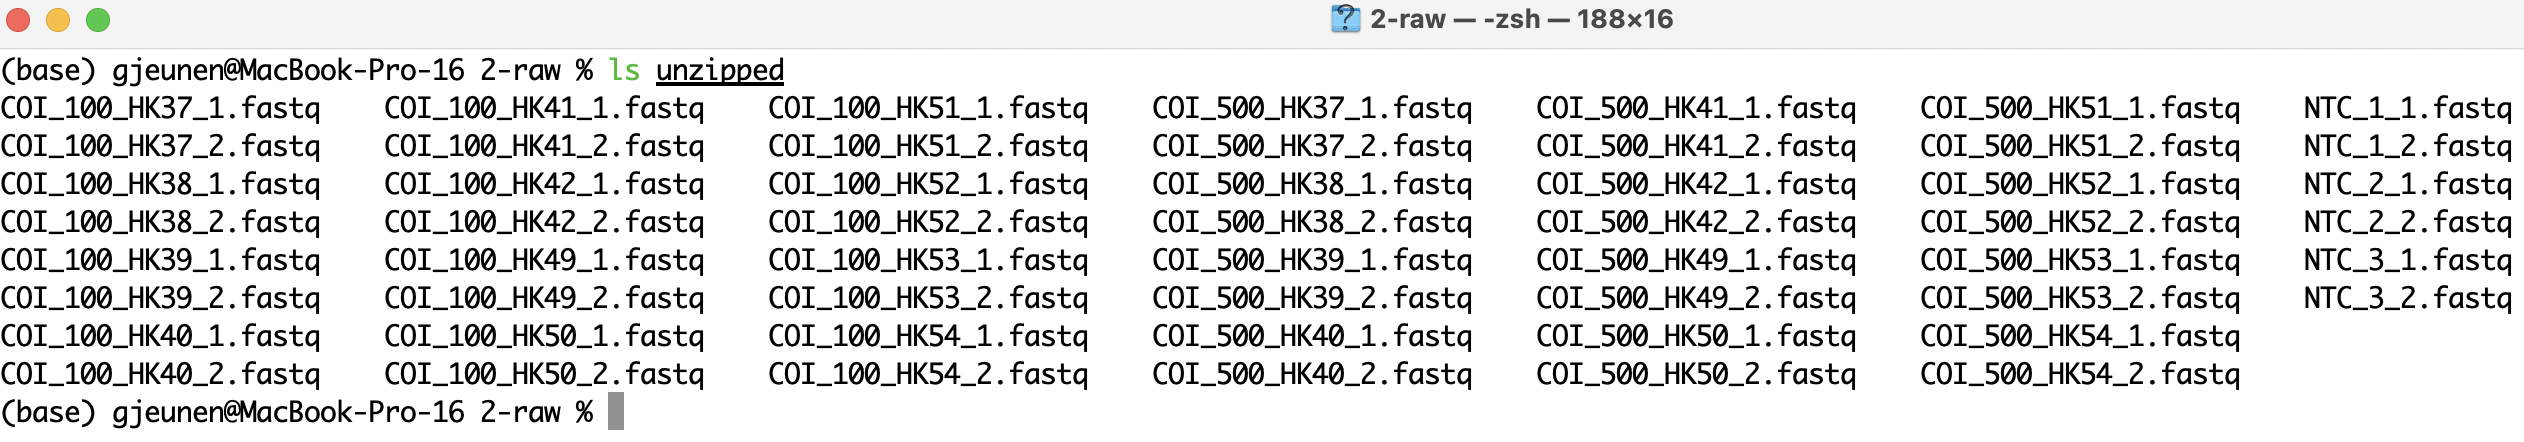 2-raw — -zsh — 188×16
(base) gjeunen@MacBook-Pro-16 2-raw % ls unzipped
COI_100_HK37_1.fastq    COI_100_HK41_1.fastq    COI_100_HK51_1.fastq    COI_500_HK37_1.fastq    COI_500_HK41_1.fastq    COI_500_HK51_1.fastq    NTC_1_1.fastq
COI_100_HK37_2.fastq    COI_100_HK41_2.fastq    COI_100_HK51_2.fastq    COI_500_HK37_2.fastq    COI_500_HK41_2.fastq    COI_500_HK51_2.fastq    NTC_1_2.fastq
COI_100_HK38_1.fastq    COI_100_HK42_1.fastq    COI_100_HK52_1.fastq    COI_500_HK38_1.fastq    COI_500_HK42_1.fastq    COI_500_HK52_1.fastq    NTC_2_1.fastq
COI_100_HK38_2.fastq    COI_100_HK42_2.fastq    COI_100_HK52_2.fastq    COI_500_HK38_2.fastq    COI_500_HK42_2.fastq    COI_500_HK52_2.fastq    NTC_2_2.fastq
COI_100_HK39_1.fastq    COI_100_HK49_1.fastq    COI_100_HK53_1.fastq    COI_500_HK39_1.fastq    COI_500_HK49_1.fastq    COI_500_HK53_1.fastq    NTC_3_1.fastq
COI_100_HK39_2.fastq    COI_100_HK49_2.fastq    COI_100_HK53_2.fastq    COI_500_HK39_2.fastq    COI_500_HK49_2.fastq    COI_500_HK53_2.fastq    NTC_3_2.fastq
COI_100_HK40_1.fastq    COI_100_HK50_1.fastq    COI_100_HK54_1.fastq    COI_500_HK40_1.fastq    COI_500_HK50_1.fastq    COI_500_HK54_1.fastq
COI_100_HK40_2.fastq    COI_100_HK50_2.fastq    COI_100_HK54_2.fastq    COI_500_HK40_2.fastq    COI_500_HK50_2.fastq    COI_500_HK54_2.fastq
(base) gjeunen@MacBook-Pro-16 2-raw %